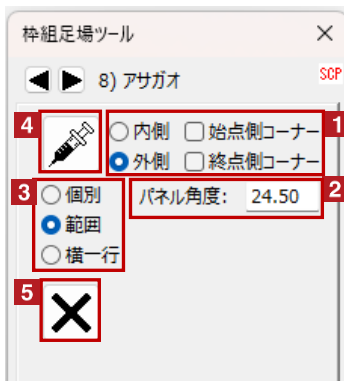 枠組足場ツール ×
8) アサガオ SCP
4 内側 始点側コーナー 1
外側 終点側コーナー
3 個別 パネル角度: 24.50 2
範囲
横一行
5